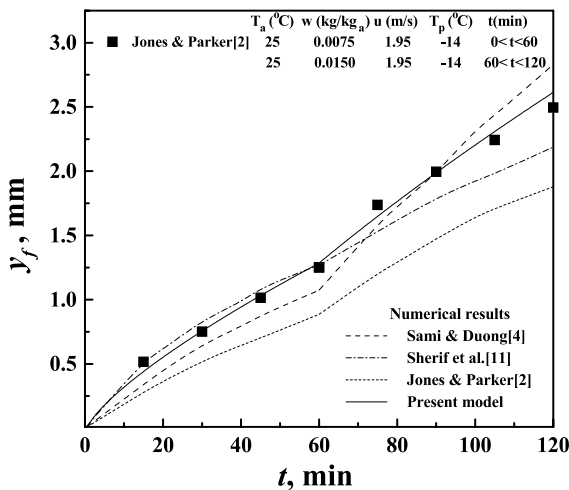 T_a (°C) w (kg/kg_a) u (m/s) T_p (°C) t(min)
Jones & Parker[2] 25 0.0075 1.95 -14 0<t<60
25 0.0150 1.95 -14 60<t<120
3.0
2.5
2.0
1.5
1.0
0.5
y_f, mm
Numerical results
Sami & Duong[4]
Sherif et al.[11]
Jones & Parker[2]
Present model
0 20 40 60 80 100 120
t, min